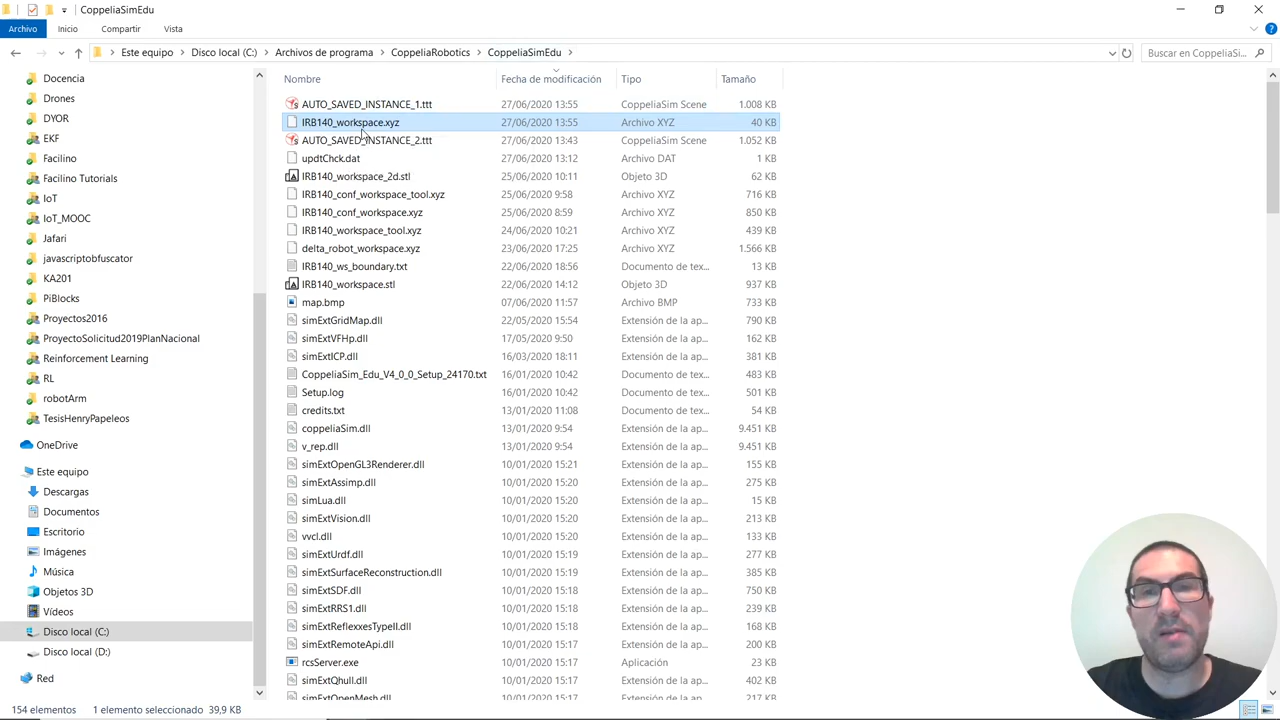 CoppeliaSimEdu
Archivo Inicio Compartir Vista
Este equipo Disco local (C:) Archivos de programa CoppeliaRobotics CoppeliaSimEdu
Buscar en CoppeliaSi...
Docencia
Drones
DYOR
EKF
Facilino
Facilino Tutorials
IoT
IoT_MOOC
Jafari
javascriptobfuscator
KA201
PiBlocks
Proyectos2016
ProyectoSolicitud2019PlanNacional
Reinforcement Learning
RL
robotArm
TesisHenryPapeleos
OneDrive
Este equipo
Descargas
Documentos
Escritorio
Imágenes
Música
Objetos 3D
Vídeos
Disco local (C:)
Disco local (D:)
Red
Nombre Fecha de modificación Tipo Tamaño
AUTO_SAVED_INSTANCE_1.ttt 27/06/2020 13:55 CoppeliaSim Scene 1.008 KB
IRB140_workspace.xyz 27/06/2020 13:55 Archivo XYZ 40 KB
AUTO_SAVED_INSTANCE_2.ttt 27/06/2020 13:43 CoppeliaSim Scene 1.052 KB
updtChck.dat 27/06/2020 13:12 Archivo DAT 1 KB
IRB140_workspace_2d.stl 25/06/2020 10:11 Objeto 3D 62 KB
IRB140_conf_workspace_tool.xyz 25/06/2020 9:58 Archivo XYZ 716 KB
IRB140_conf_workspace.xyz 25/06/2020 8:59 Archivo XYZ 850 KB
IRB140_workspace_tool.xyz 24/06/2020 10:21 Archivo XYZ 439 KB
delta_robot_workspace.xyz 23/06/2020 17:25 Archivo XYZ 1.566 KB
IRB140_ws_boundary.txt 22/06/2020 18:56 Documento de tex... 13 KB
IRB140_workspace.stl 22/06/2020 14:12 Objeto 3D 937 KB
map.bmp 07/06/2020 11:57 Archivo BMP 733 KB
simExtGridMap.dll 22/05/2020 15:54 Extensión de la ap... 790 KB
simExtVFHp.dll 17/05/2020 9:50 Extensión de la ap... 162 KB
simExtICP.dll 16/03/2020 18:11 Extensión de la ap... 381 KB
CoppeliaSim_Edu_V4_0_0_Setup_24170.txt 16/01/2020 10:42 Documento de tex... 483 KB
Setup.log 16/01/2020 10:42 Documento de tex... 501 KB
credits.txt 13/01/2020 11:08 Documento de tex... 54 KB
coppeliaSim.dll 13/01/2020 9:54 Extensión de la ap... 9.451 KB
v_rep.dll 13/01/2020 9:54 Extensión de la ap... 9.451 KB
simExtOpenGL3Renderer.dll 10/01/2020 15:21 Extensión de la ap... 155 KB
simExtAssimp.dll 10/01/2020 15:20 Extensión de la ap... 275 KB
simLua.dll 10/01/2020 15:20 Extensión de la ap... 15 KB
simExtVision.dll 10/01/2020 15:20 Extensión de la ap... 213 KB
vvcl.dll 10/01/2020 15:20 Extensión de la ap... 133 KB
simExtUrdf.dll 10/01/2020 15:19 Extensión de la ap... 277 KB
simExtSurfaceReconstruction.dll 10/01/2020 15:19 Extensión de la ap... 385 KB
simExtSDF.dll 10/01/2020 15:18 Extensión de la ap... 750 KB
simExtRRS1.dll 10/01/2020 15:18 Extensión de la ap... 239 KB
simExtReflexxesTypeII.dll 10/01/2020 15:18 Extensión de la ap... 168 KB
simExtRemoteApi.dll 10/01/2020 15:18 Extensión de la ap... 200 KB
rcsServer.exe 10/01/2020 15:17 Aplicación 23 KB
simExtQhull.dll 10/01/2020 15:17 Extensión de la ap... 402 KB
simExtOpenMesh.dll 10/01/2020 15:17 Extensión de la ap... 217 KB
154 elementos 1 elemento seleccionado 39,9 KB